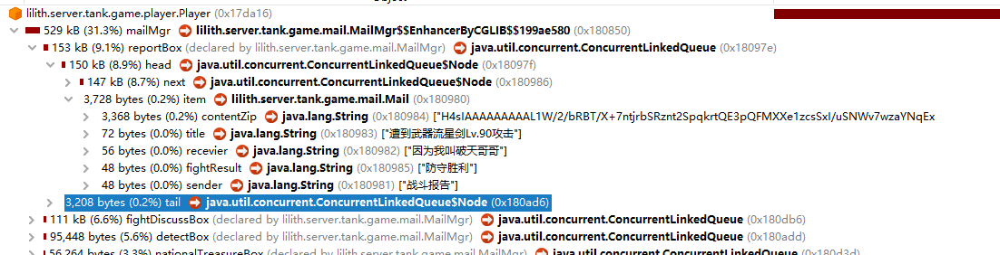 lilith.server.tank.game.player.Player (0x17da16)
529 kB (31.3%) mailMgr lilith.server.tank.game.mail.MailMgr$$EnhancerByCGLIB$$199ae580 (0x180850)
153 kB (9.1%) reportBox (declared by lilith.server.tank.game.mail.MailMgr) java.util.concurrent.ConcurrentLinkedQueue (0x18097e)
150 kB (8.9%) head java.util.concurrent.ConcurrentLinkedQueue$Node (0x18097f)
147 kB (8.7%) next java.util.concurrent.ConcurrentLinkedQueue$Node (0x180986)
3,728 bytes (0.2%) item lilith.server.tank.game.mail.Mail (0x180980)
3,368 bytes (0.2%) contentZip java.lang.String (0x180984) ["H4sIAAAAAAAAAL1W/2/bRBT/X+7ntjrbSRznt2SpqkrtQE3pQFMXXe1zcsSxI/uSNWv7wzaYNqEx
72 bytes (0.0%) title java.lang.String (0x180983) ["遭到武器流星剑Lv.90攻击"]
56 bytes (0.0%) recevier java.lang.String (0x180982) ["因为我叫破天哥哥"]
48 bytes (0.0%) fightResult java.lang.String (0x180985) ["防守胜利"]
48 bytes (0.0%) sender java.lang.String (0x180981) ["战斗报告"]
3,208 bytes (0.2%) tail java.util.concurrent.ConcurrentLinkedQueue$Node (0x180ad6)
111 kB (6.6%) fightDiscussBox (declared by lilith.server.tank.game.mail.MailMgr) java.util.concurrent.ConcurrentLinkedQueue (0x180db6)
95,448 bytes (5.6%) detectBox (declared by lilith.server.tank.game.mail.MailMgr) java.util.concurrent.ConcurrentLinkedQueue (0x180add)
56,264 bytes (3.3%) nationalTreasureBox (declared by lilith.server.tank.game.mail.MailMgr) java.util.concurrent.ConcurrentLinkedQueue (0x180d3d)